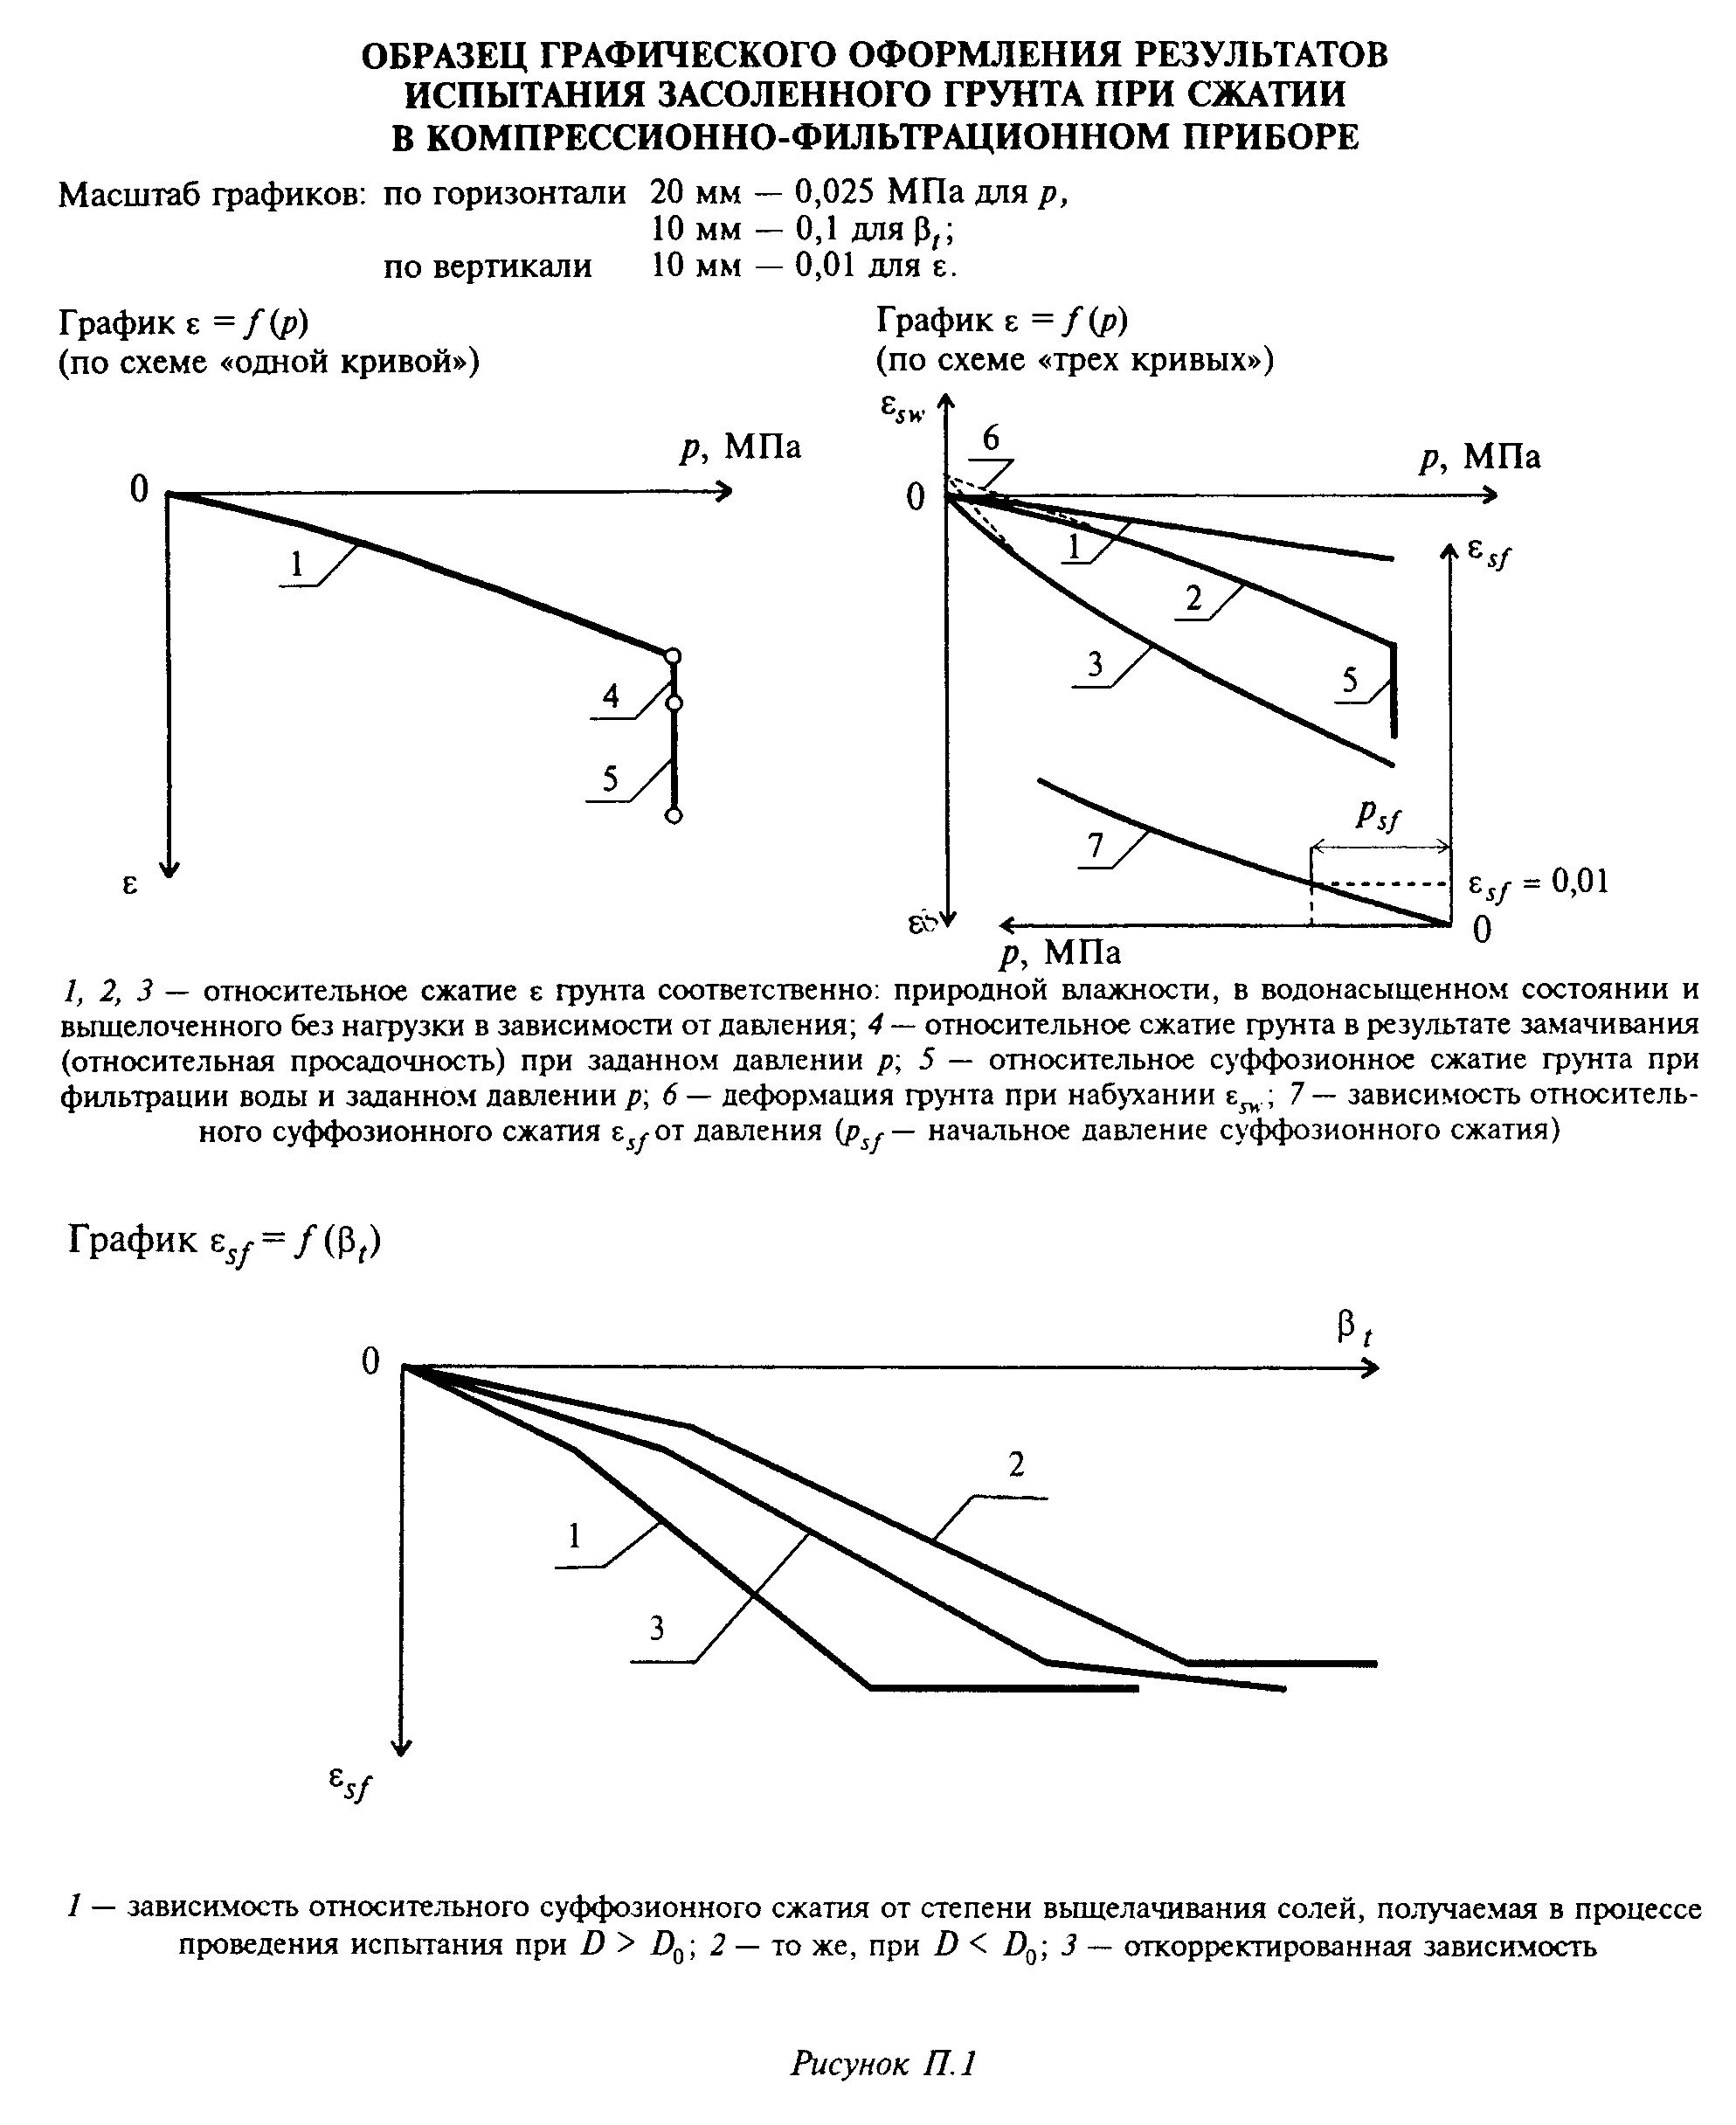 ОБРАЗЕЦ ГРАФИЧЕСКОГО ОФОРМЛЕНИЯ РЕЗУЛЬТАТОВ
ИСПЫТАНИЯ ЗАСОЛЕННОГО ГРУНТА ПРИ СЖАТИИ
В КОМПРЕССИОННО-ФИЛЬТРАЦИОННОМ ПРИБОРЕ
Масштаб графиков: по горизонтали 20 мм — 0,025 МПа для p,
10 мм — 0,1 для βt;
по вертикали 10 мм — 0,01 для ε.
График ε = f (p)
(по схеме «одной кривой»)
p, МПа
0
1
4
5
ε
График ε = f (p)
(по схеме «трех кривых»)
εsw
6
p, МПа
0
1
εsf
2
3
5
psf
7
εsf = 0,01
ε
0
p, МПа
1, 2, 3 — относительное сжатие ε грунта соответственно: природной влажности, в водонасыщенном состоянии и
выщелоченного без нагрузки в зависимости от давления; 4 — относительное сжатие грунта в результате замачивания
(относительная просадочность) при заданном давлении p; 5 — относительное суффозионное сжатие грунта при
фильтрации воды и заданном давлении p; 6 — деформация грунта при набухании εsw; 7 — зависимость относитель-
ного суффозионного сжатия εsf от давления (psf — начальное давление суффозионного сжатия)
График εsf = f (βt)
βt
0
2
1
3
εsf
1 — зависимость относительного суффозионного сжатия от степени выщелачивания солей, получаемая в процессе
проведения испытания при D > D0; 2 — то же, при D < D0; 3 — откорректированная зависимость
Рисунок П.1